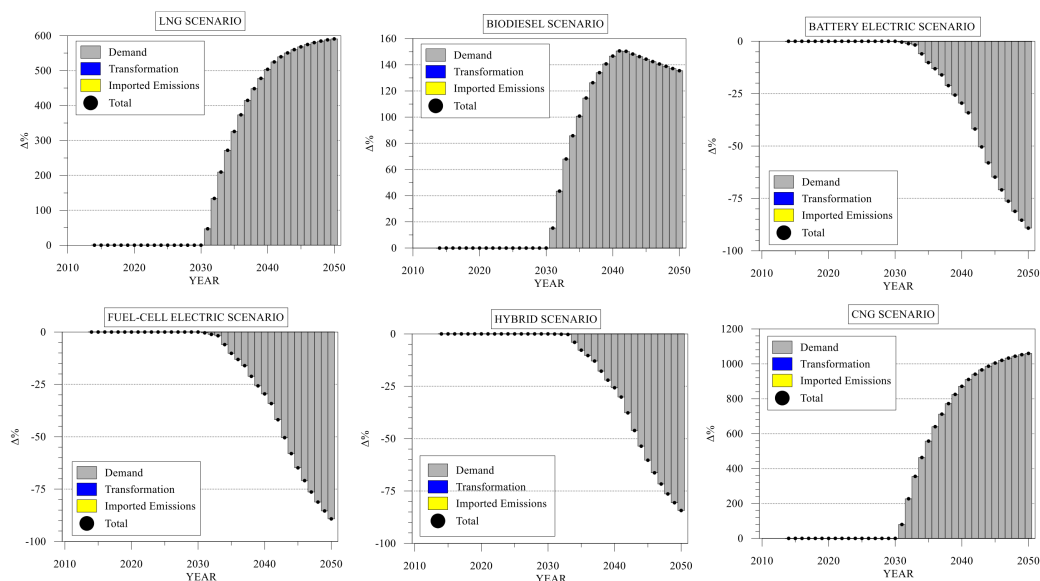 LNG SCENARIO
600
500
400
300
200
100
0
Δ%
Demand
Transformation
Imported Emissions
Total
2010
2020
2030
2040
2050
YEAR
BIODIESEL SCENARIO
160
140
120
100
80
60
40
20
0
Δ%
Demand
Transformation
Imported Emissions
Total
2010
2020
2030
2040
2050
YEAR
BATTERY ELECTRIC SCENARIO
-0
-25
-50
-75
-100
Δ%
Demand
Transformation
Imported Emissions
Total
2010
2020
2030
2040
2050
YEAR
FUEL-CELL ELECTRIC SCENARIO
-0
-25
-50
-75
-100
Δ%
Demand
Transformation
Imported Emissions
Total
2010
2020
2030
2040
2050
YEAR
HYBRID SCENARIO
-0
-25
-50
-75
-100
Δ%
Demand
Transformation
Imported Emissions
Total
2010
2020
2030
2040
2050
YEAR
CNG SCENARIO
1200
1000
800
600
400
200
0
Δ%
Demand
Transformation
Imported Emissions
Total
2010
2020
2030
2040
2050
YEAR